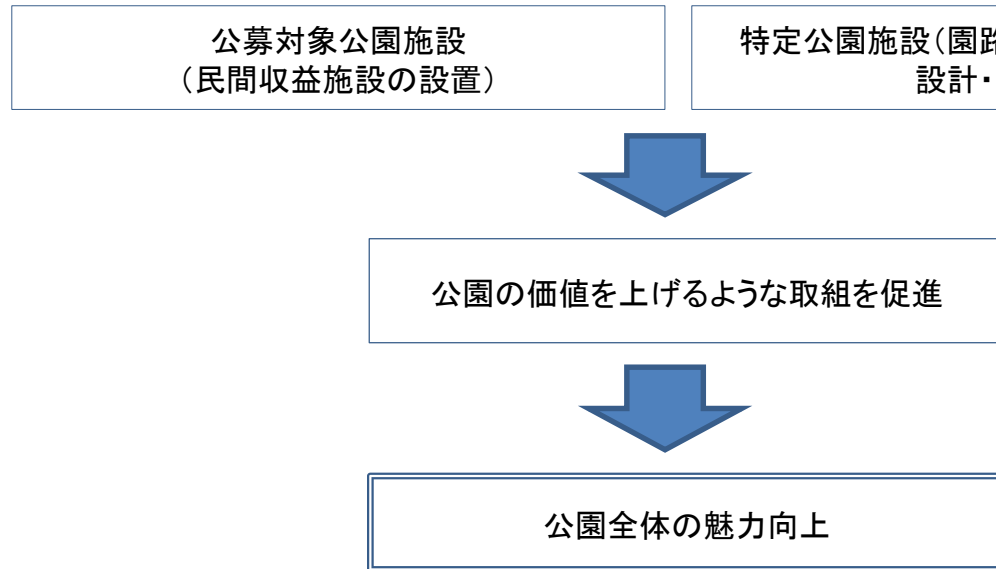 公募対象公園施設
（民間収益施設の設置）
特定公園施設（園路
設計・
公園の価値を上げるような取組を促進
公園全体の魅力向上